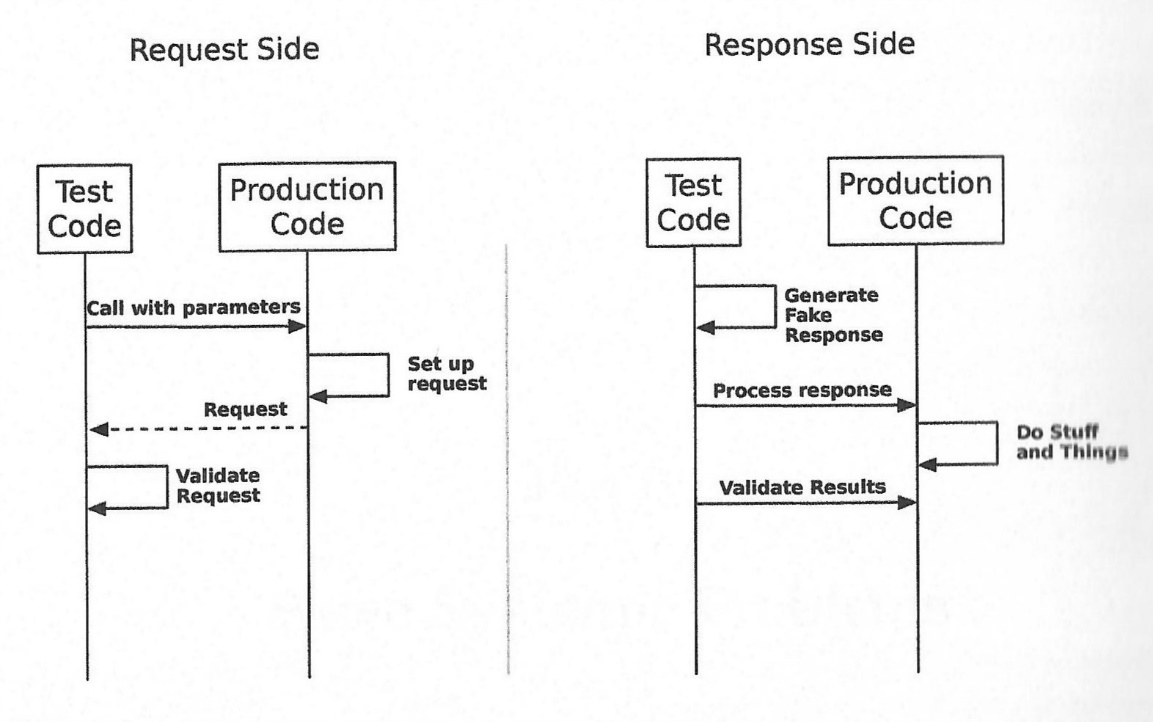 Request Side
Test
Code
Production
Code
Call with parameters
Set up
request
Request
Validate
Request
Response Side
Test
Code
Production
Code
Generate
Fake
Response
Process response
Do Stuff
and Things
Validate Results